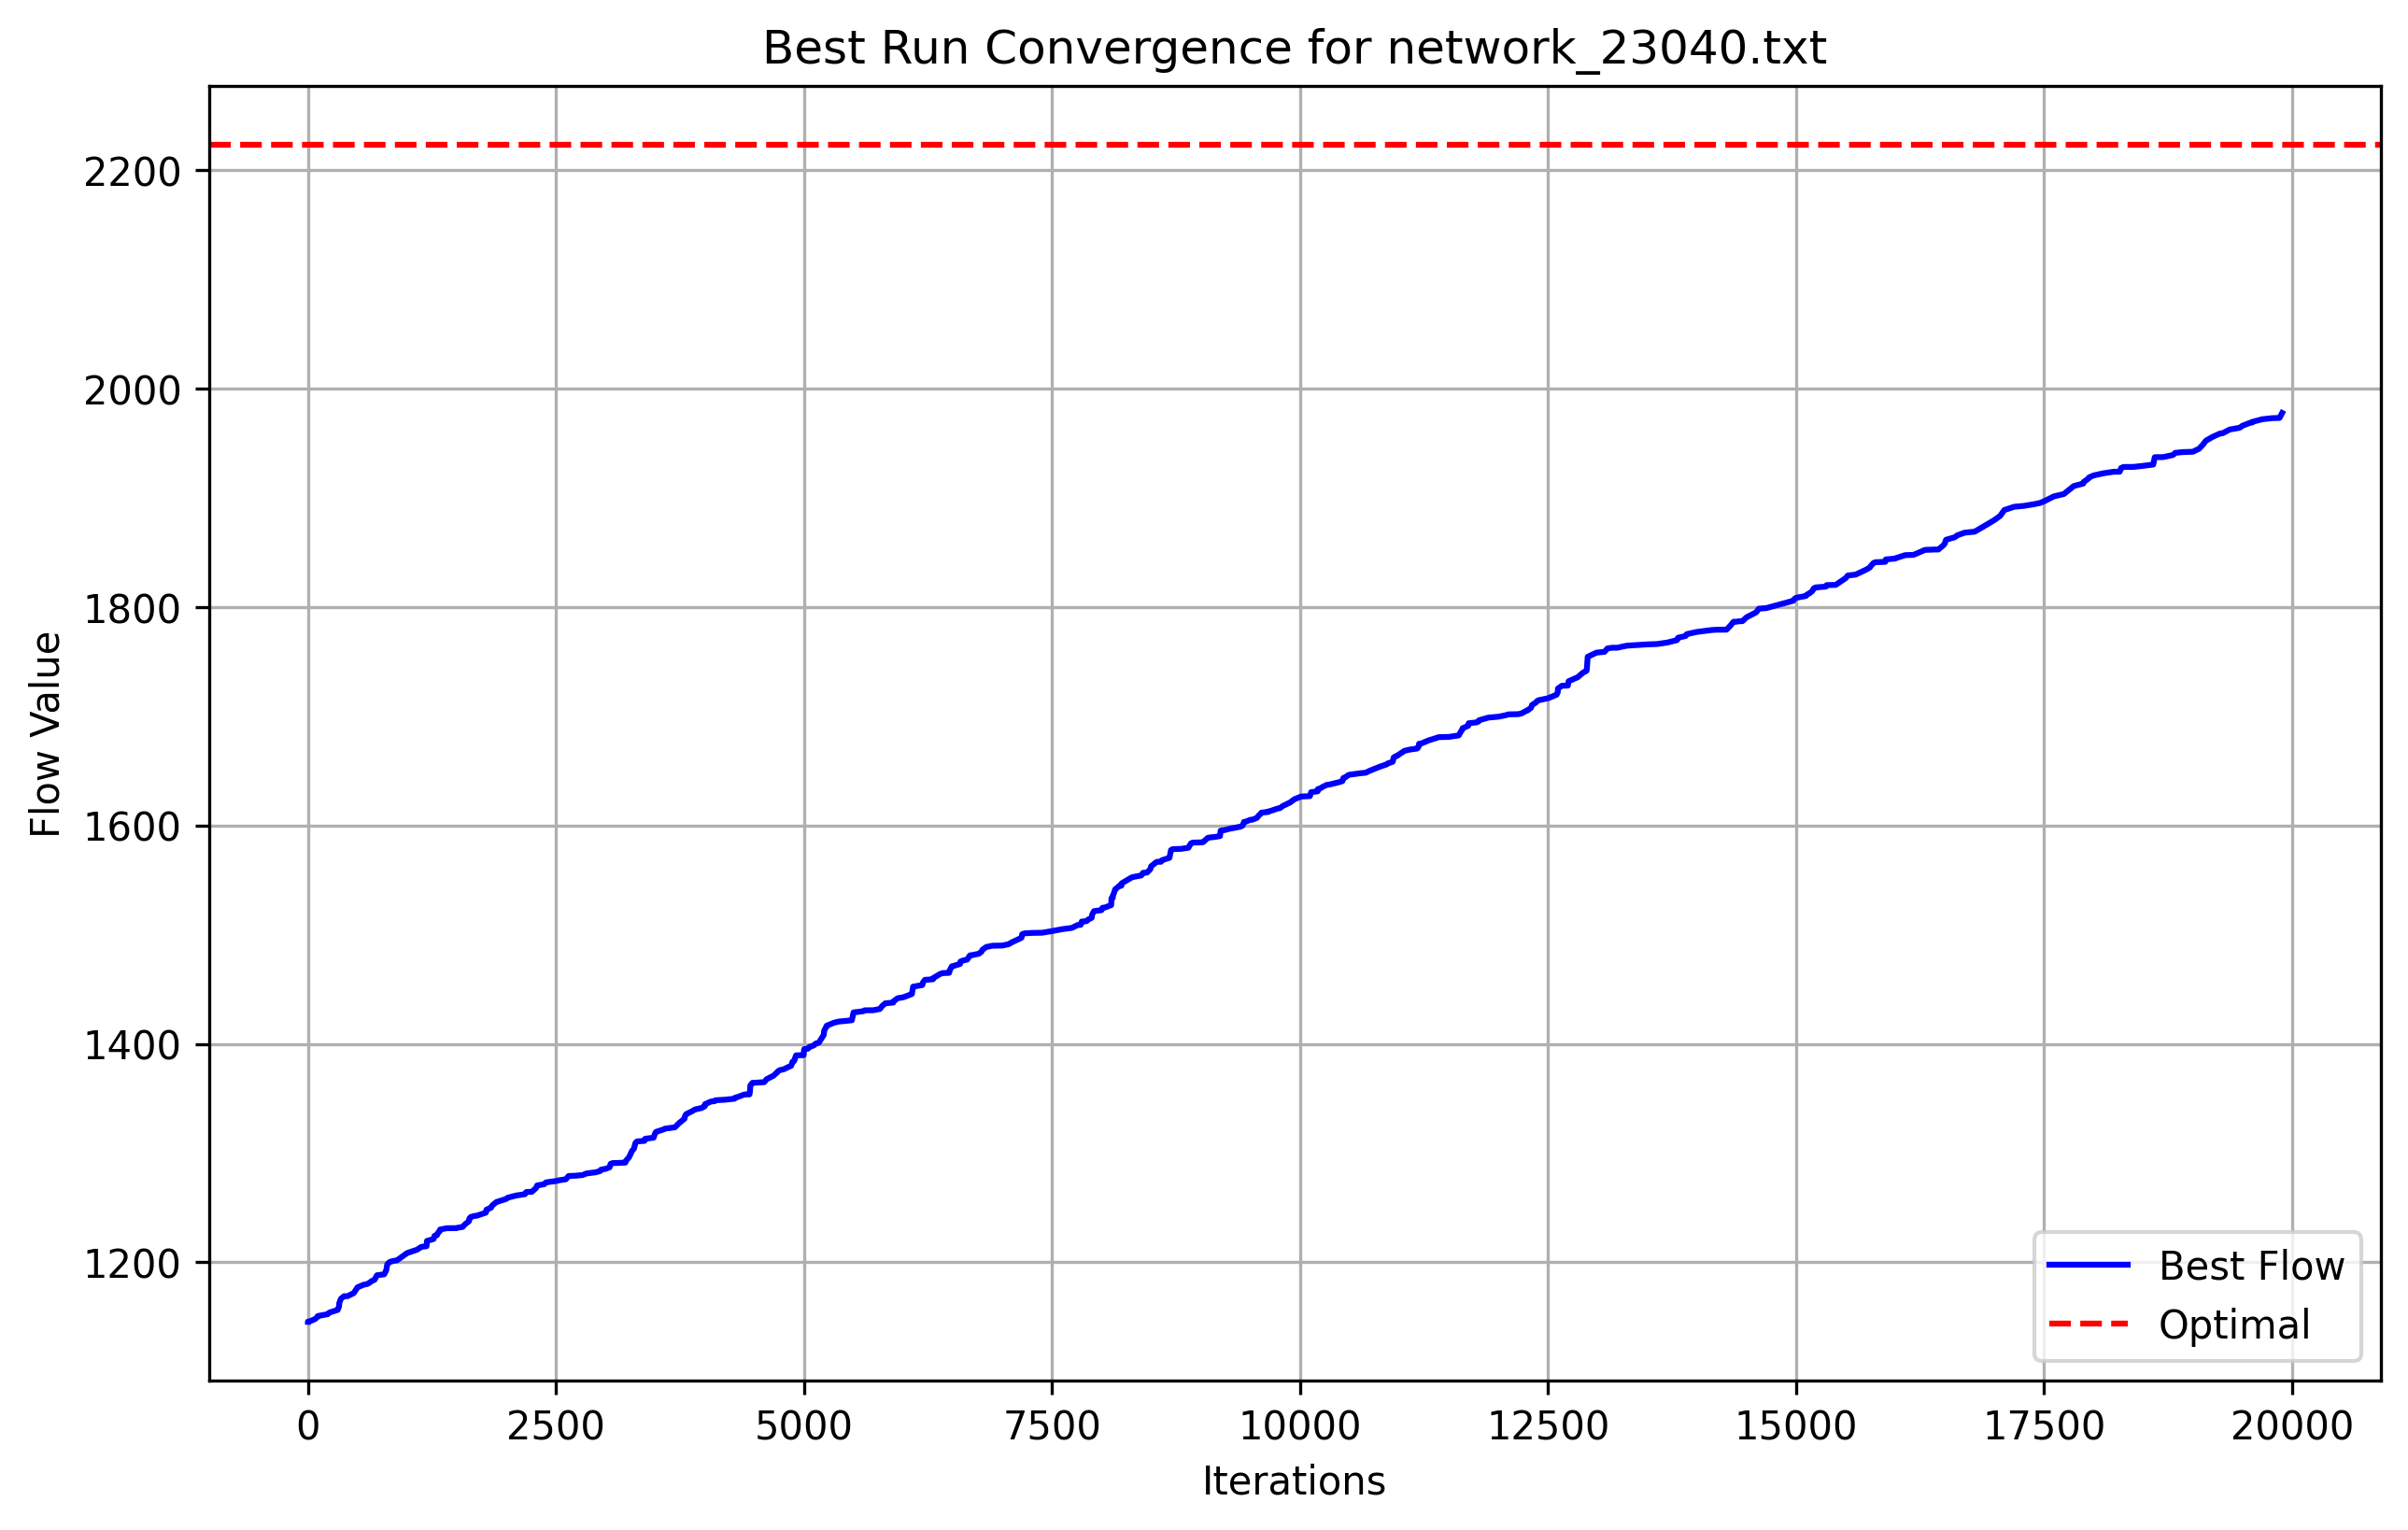 Best Run Convergence for network_23040.txt
2200
2000
1800
1600
1400
1200
Flow Value
0 2500 5000 7500 10000 12500 15000 17500 20000
Iterations
Best Flow
Optimal